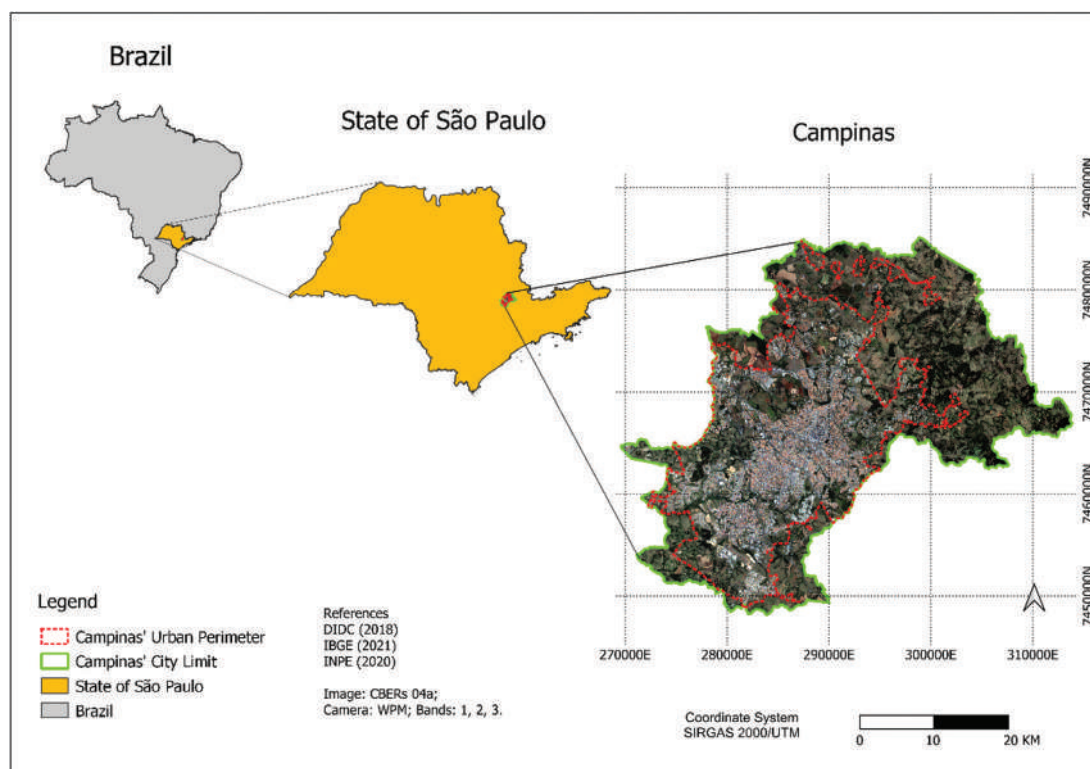 Brazil
State of São Paulo
Campinas
7490000N
7480000N
7470000N
7460000N
7450000N
270000E
280000E
290000E
300000E
310000E
Legend
Campinas' Urban Perimeter
Campinas' City Limit
State of São Paulo
Brazil
References
DIDC (2018)
IBGE (2021)
INPE (2020)
Image: CBERs 04a;
Camera: WPM; Bands: 1, 2, 3.
Coordinate System
SIRGAS 2000/UTM
0 10 20 KM